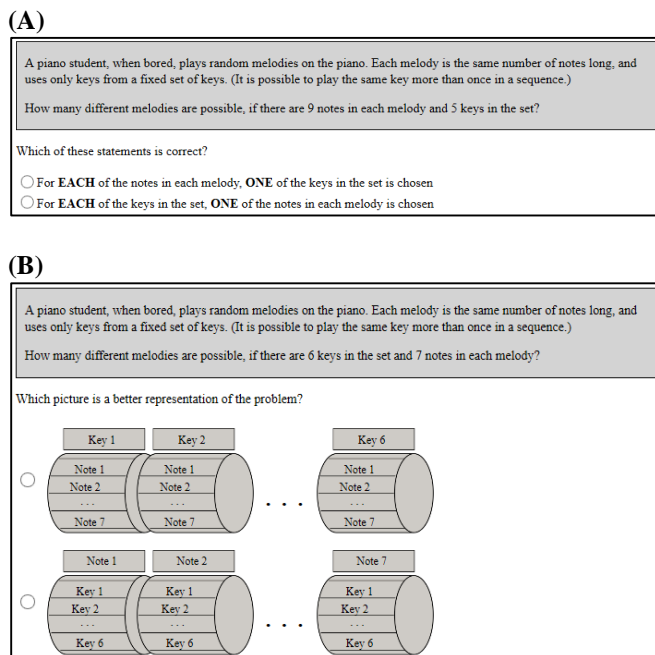 (A)
A piano student, when bored, plays random melodies on the piano. Each melody is the same number of notes long, and
uses only keys from a fixed set of keys. (It is possible to play the same key more than once in a sequence.)
How many different melodies are possible, if there are 9 notes in each melody and 5 keys in the set?
Which of these statements is correct?
For EACH of the notes in each melody, ONE of the keys in the set is chosen
For EACH of the keys in the set, ONE of the notes in each melody is chosen
(B)
A piano student, when bored, plays random melodies on the piano. Each melody is the same number of notes long, and
uses only keys from a fixed set of keys. (It is possible to play the same key more than once in a sequence.)
How many different melodies are possible, if there are 6 keys in the set and 7 notes in each melody?
Which picture is a better representation of the problem?
Key 1 Key 2 Key 6
Note 1 Note 1 Note 1
Note 2 Note 2 Note 2
. . . . . . . . . . . .
Note 7 Note 7 Note 7
Note 1 Note 2 Note 7
Key 1 Key 1 Key 1
Key 2 Key 2 Key 2
. . . . . . . . . . . .
Key 6 Key 6 Key 6